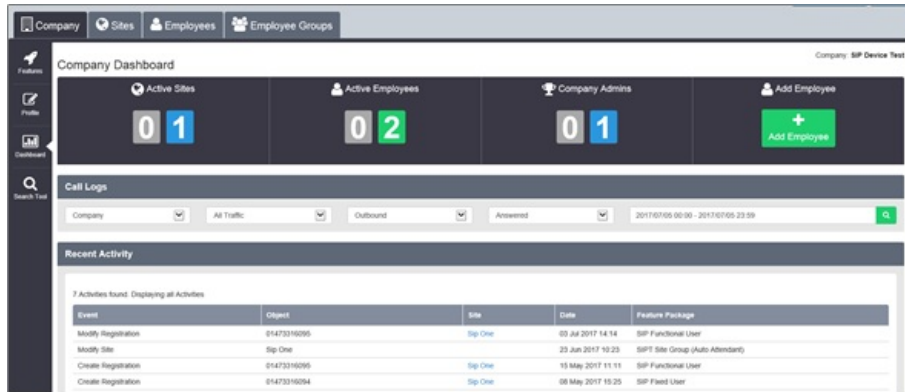 Company Sites Employees Employee Groups
Features
Company Dashboard
Company: SIP Device Test
Profile
Dashboard
Search Tool
Active Sites Active Employees Company Admins Add Employee
0 1 0 2 0 1 + Add Employee
Call Logs
Company All Traffic Outbound Answered 2017/07/05 00:00 - 2017/07/05 23:59
Recent Activity
7 Activities found. Displaying all Activities
Event Object Site Date Feature Package
Modify Registration 01473316095 Sip One 03 Jul 2017 14:14 SIP Functional User
Modify Site Sip One 23 Jun 2017 10:23 SIPT Site Group (Auto Attendant)
Create Registration 01473316095 Sip One 15 May 2017 11:11 SIP Functional User
Create Registration 01473316094 Sip One 08 May 2017 15:25 SIP Fixed User